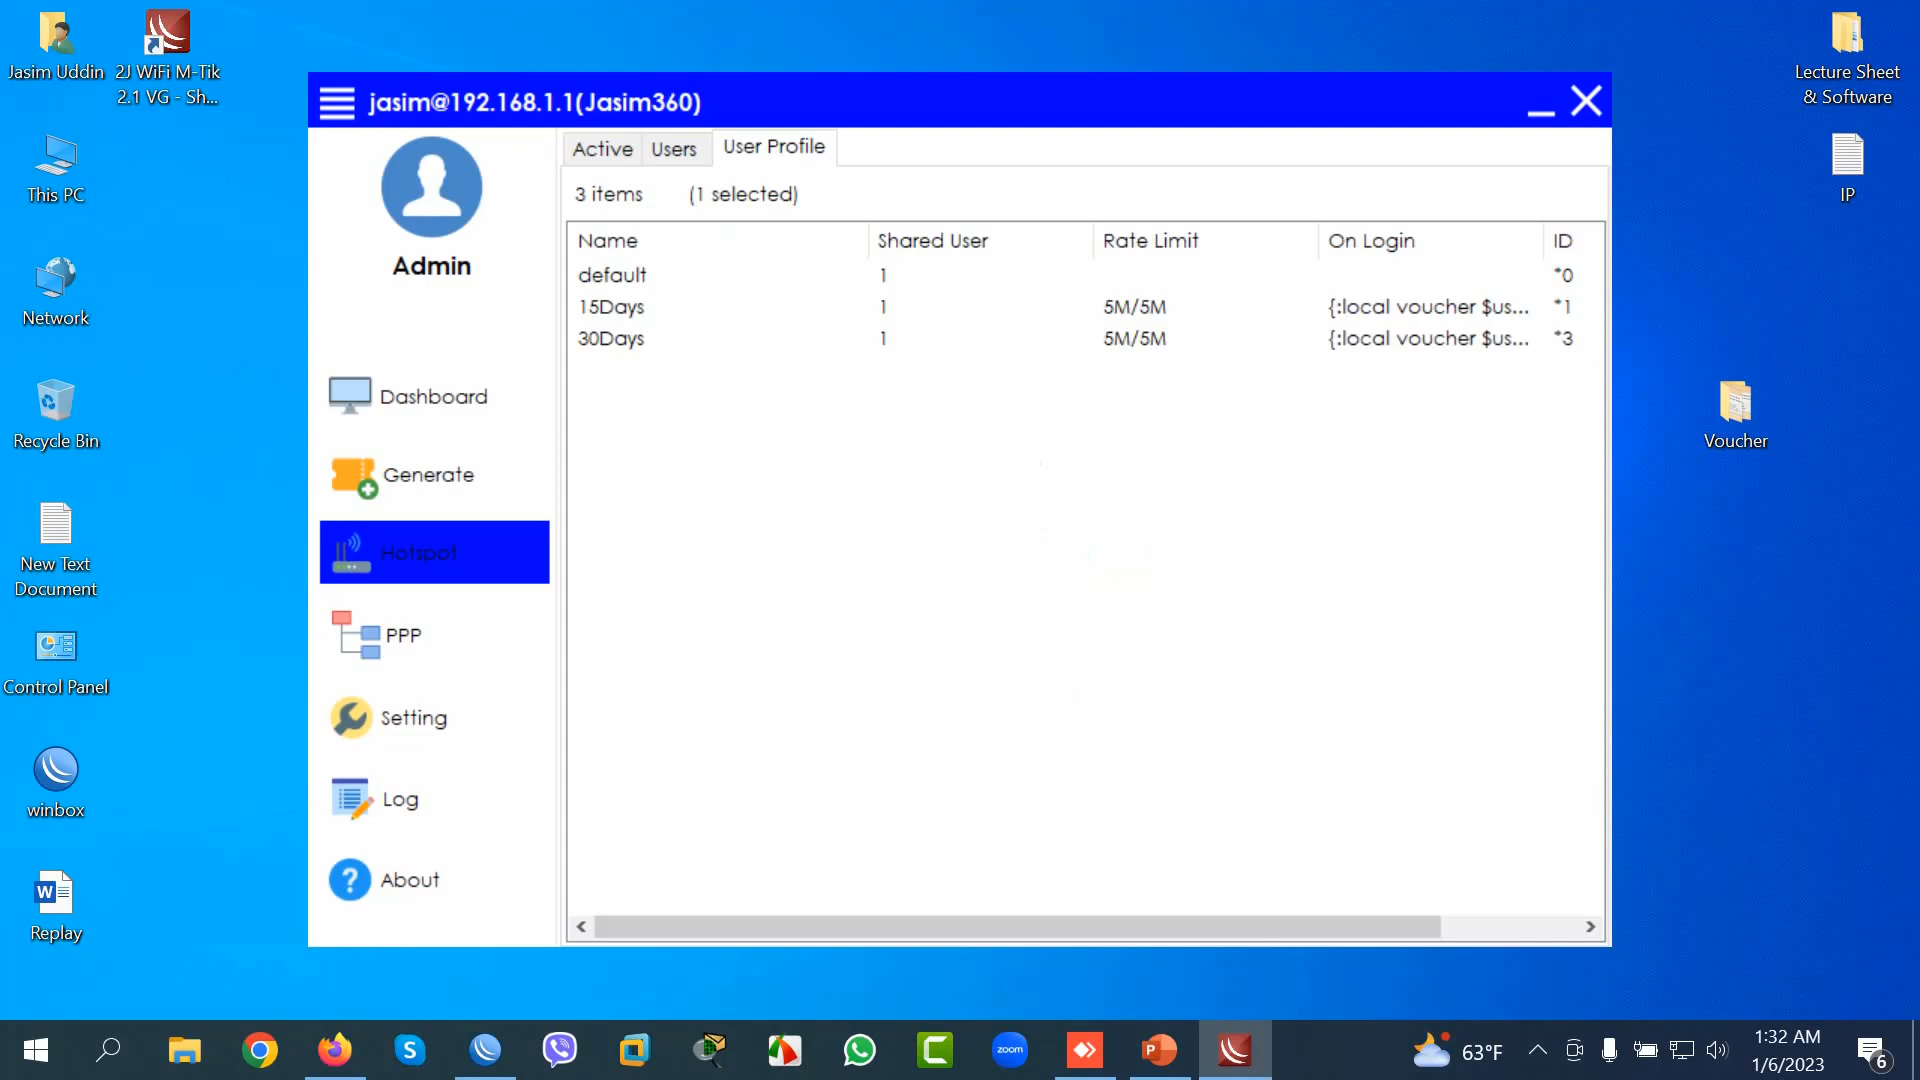 Jasim Uddin
2J WiFi M-Tik
2.1 VG - Sh...
This PC
Network
Recycle Bin
New Text
Document
Control Panel
winbox
Replay
jasim@192.168.1.1(Jasim360)
Admin
Dashboard
Generate
Hotspot
PPP
Setting
Log
About
Active Users User Profile
3 items (1 selected)
Name Shared User Rate Limit On Login ID
default 1 *0
15Days 1 5M/5M {:local voucher $us... *1
30Days 1 5M/5M {:local voucher $us... *3
Lecture Sheet
& Software
IP
Voucher
zoom
63°F
1:32 AM
1/6/2023
6